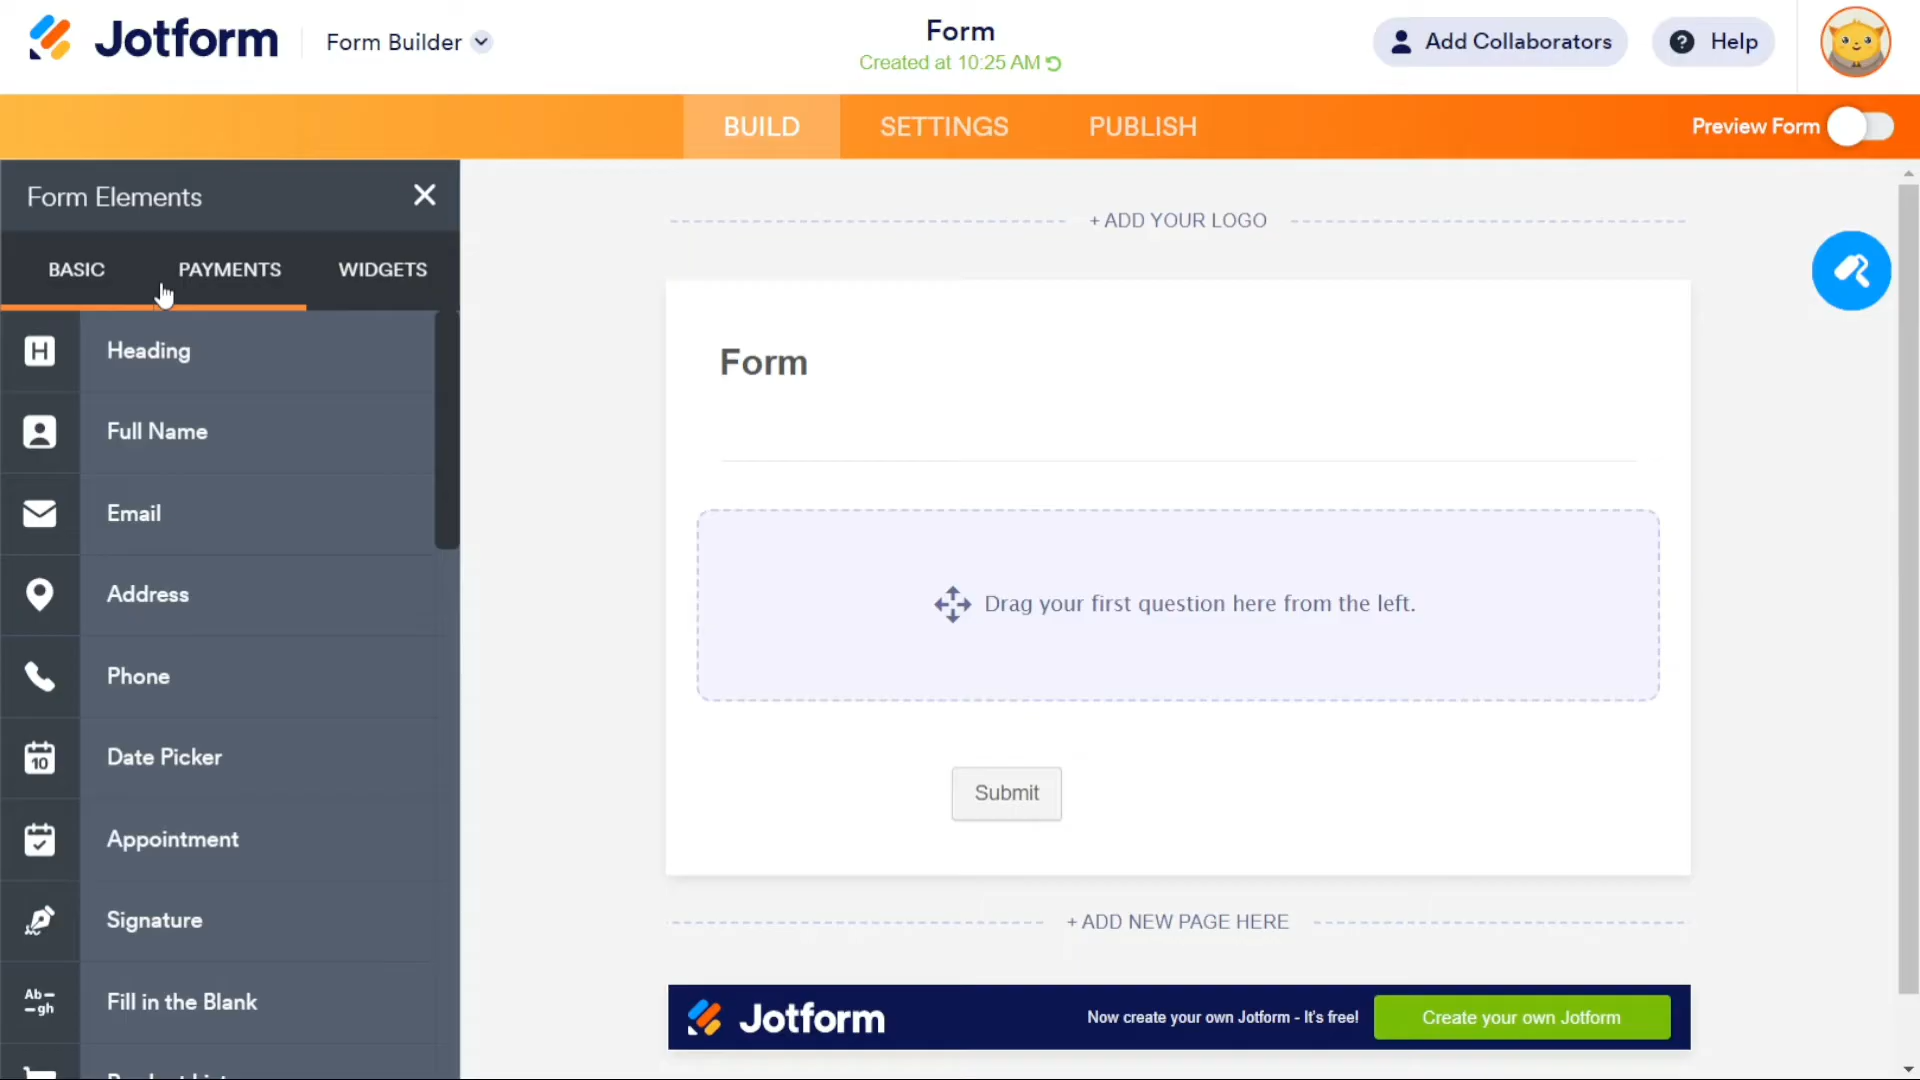 Jotform
Form Builder
Form
Created at 10:25 AM
Add Collaborators
? Help
BUILD
SETTINGS
PUBLISH
Preview Form
Form Elements
BASIC
PAYMENTS
WIDGETS
H Heading
Full Name
Email
Address
Phone
10 Date Picker
Appointment
Signature
Ab
gh
Fill in the Blank
+ ADD YOUR LOGO
Form
Drag your first question here from the left.
Submit
+ ADD NEW PAGE HERE
Jotform
Now create your own Jotform - It's free!
Create your own Jotform